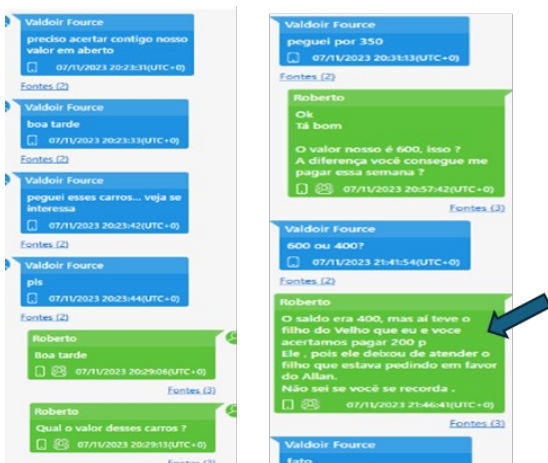 Valdoir Fource
preciso acertar contigo nosso
valor em aberto
07/11/2023 20:23:31(UTC+0)
Fontes (2)
Valdoir Fource
boa tarde
07/11/2023 20:23:33(UTC+0)
Fontes (2)
Valdoir Fource
peguei esses carros... veja se
interessa
07/11/2023 20:23:42(UTC+0)
Fontes (2)
Valdoir Fource
pls
07/11/2023 20:23:44(UTC+0)
Fontes (2)
Roberto
Boa tarde
07/11/2023 20:29:06(UTC+0)
Fontes (3)
Roberto
Qual o valor desses carros ?
07/11/2023 20:29:13(UTC+0)
Fontes (3)
Valdoir Fource
peguei por 350
07/11/2023 20:31:13(UTC+0)
Fontes (2)
Roberto
Ok
Tá bom
O valor nosso é 600, isso ?
A diferença você consegue me
pagar essa semana ?
07/11/2023 20:57:42(UTC+0)
Fontes (3)
Valdoir Fource
600 ou 400?
07/11/2023 21:41:54(UTC+0)
Fontes (2)
Roberto
O saldo era 400, mas aí teve o
filho do Velho que eu e voce
acertamos pagar 200 p
Ele , pois ele deixou de atender o
filho que estava pedindo em favor
do Allan.
Não sei se você se recorda .
07/11/2023 21:46:41(UTC+0)
Fontes (3)
Valdoir Fource
fato